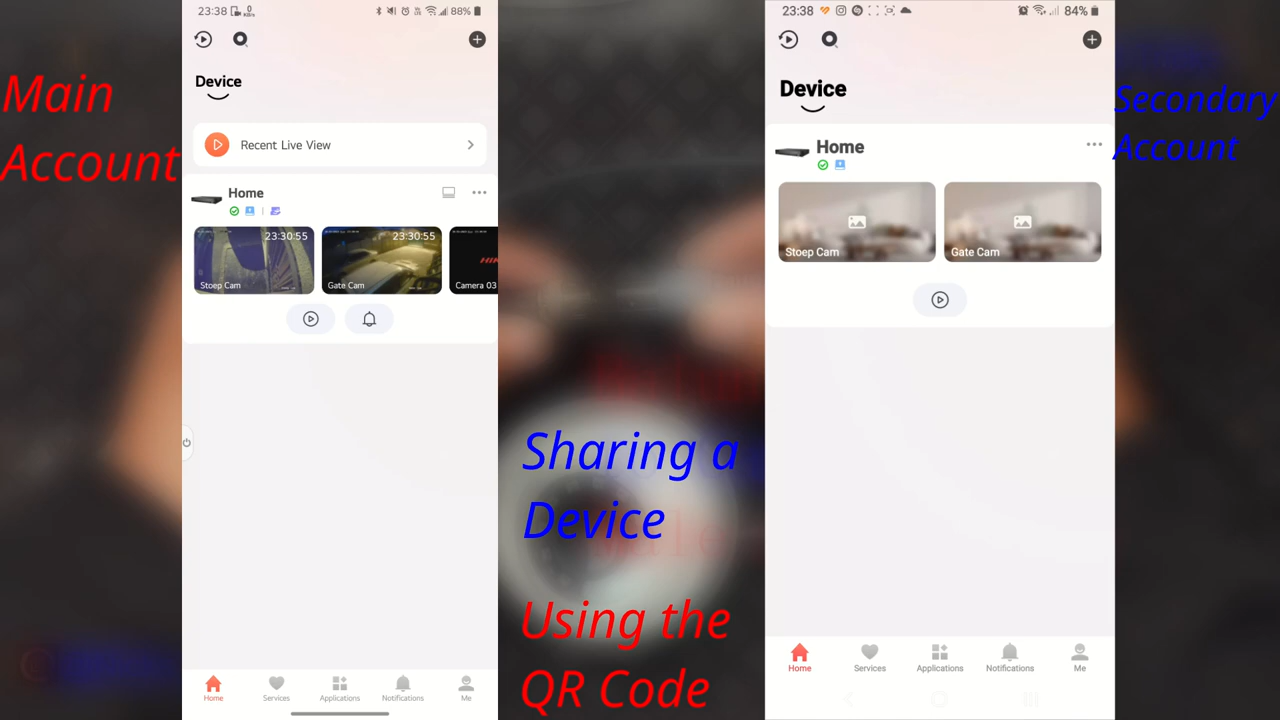 Main
Account
23:38
88%
Device
Recent Live View
Home
23:30:55
Stoep Cam
23:30:55
Gate Cam
Camera 03
Home
Services
Applications
Notifications
Me
Sharing a
Device
Using the
QR Code
23:38
84%
Device
Home
Stoep Cam
Gate Cam
Home
Services
Applications
Notifications
Me
Secondary
Account